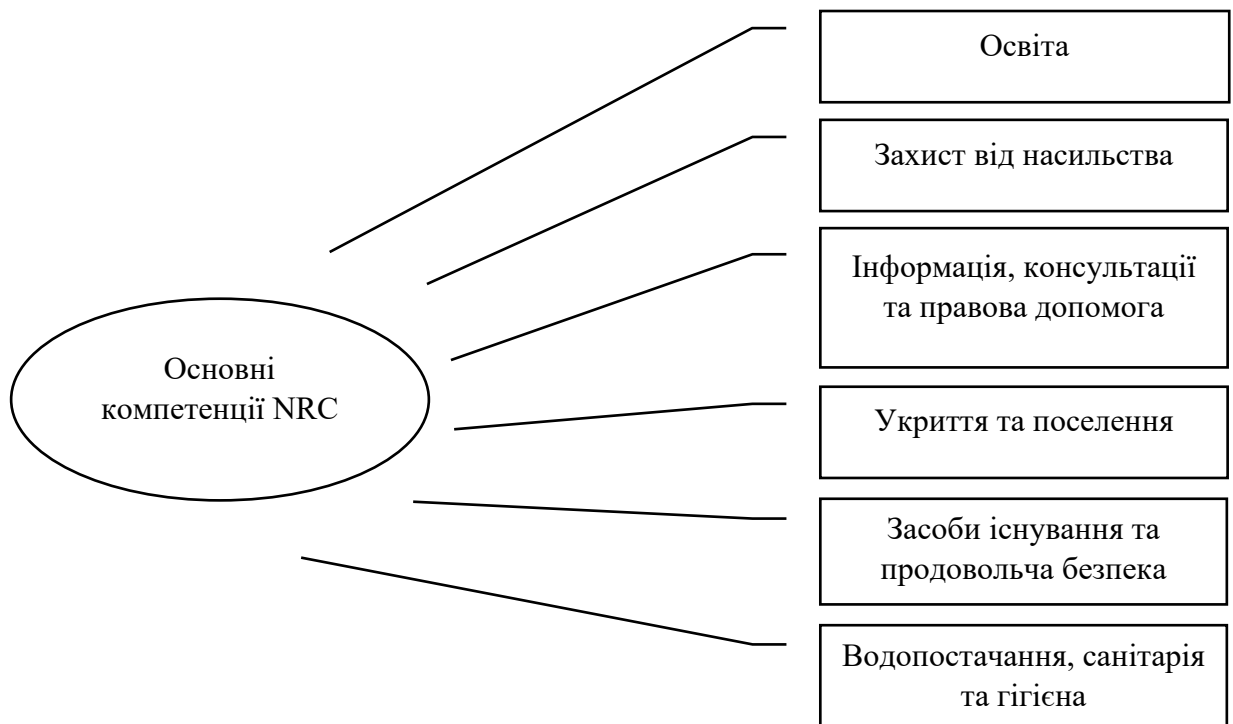 Освіта
Захист від насильства
Інформація, консультації
та правова допомога
Основні
компетенції NRC
Укриття та поселення
Засоби існування та
продовольча безпека
Водопостачання, санітарія
та гігієна